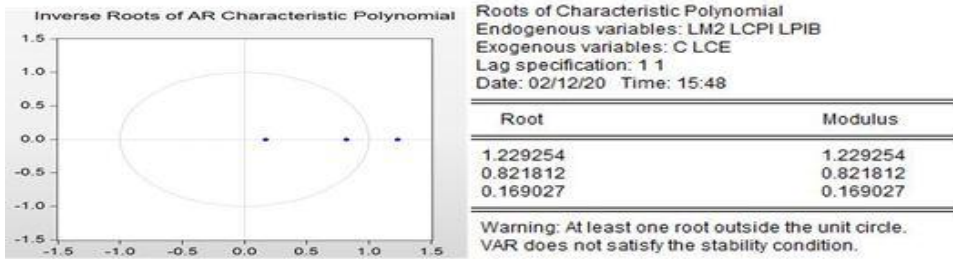 Inverse Roots of AR Characteristic Polynomial
1.5
1.0
0.5
0.0
-0.5
-1.0
-1.5
-1.5 -1.0 -0.5 0.0 0.5 1.0 1.5
Roots of Characteristic Polynomial
Endogenous variables: LM2 LCPI LPIB
Exogenous variables: C LCE
Lag specification: 1 1
Date: 02/12/20 Time: 15:48
Root Modulus
1.229254 1.229254
0.821812 0.821812
0.169027 0.169027
Warning: At least one root outside the unit circle.
VAR does not satisfy the stability condition.